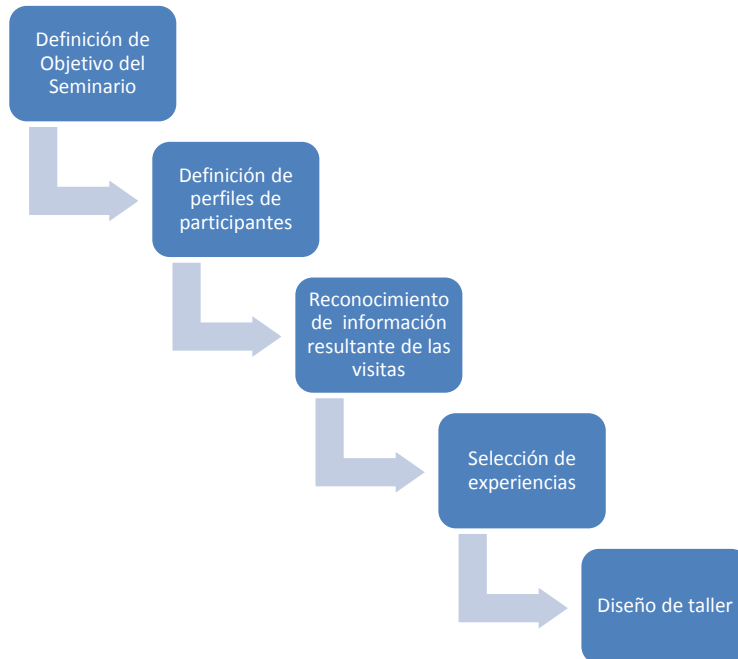 Definición de
Objetivo del
Seminario
Definición de
perfiles de
participantes
Reconocimiento
de información
resultante de las
visitas
Selección de
experiencias
Diseño de taller